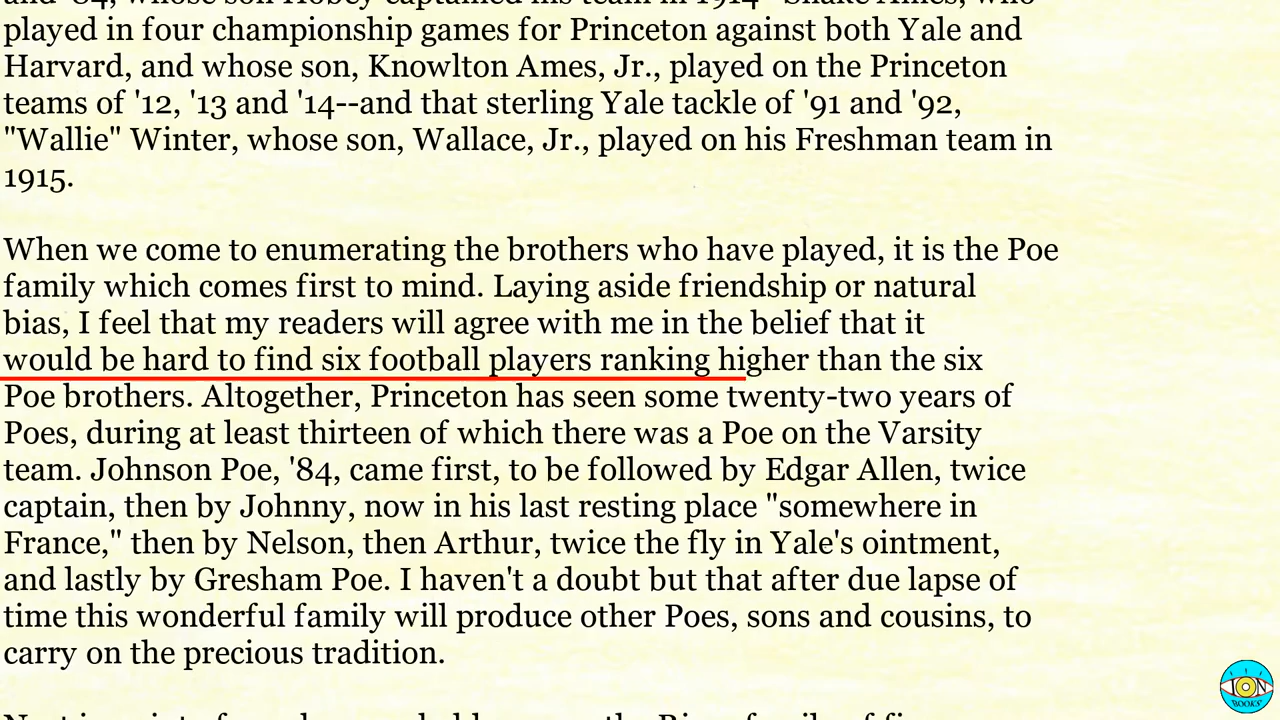 played in four championship games for Princeton against both Yale and
Harvard, and whose son, Knowlton Ames, Jr., played on the Princeton
teams of '12, '13 and '14--and that sterling Yale tackle of '91 and '92,
"Wallie" Winter, whose son, Wallace, Jr., played on his Freshman team in
1915.
When we come to enumerating the brothers who have played, it is the Poe
family which comes first to mind. Laying aside friendship or natural
bias, I feel that my readers will agree with me in the belief that it
would be hard to find six football players ranking higher than the six
Poe brothers. Altogether, Princeton has seen some twenty-two years of
Poes, during at least thirteen of which there was a Poe on the Varsity
team. Johnson Poe, '84, came first, to be followed by Edgar Allen, twice
captain, then by Johnny, now in his last resting place "somewhere in
France," then by Nelson, then Arthur, twice the fly in Yale's ointment,
and lastly by Gresham Poe. I haven't a doubt but that after due lapse of
time this wonderful family will produce other Poes, sons and cousins, to
carry on the precious tradition.
ION
BOOKS